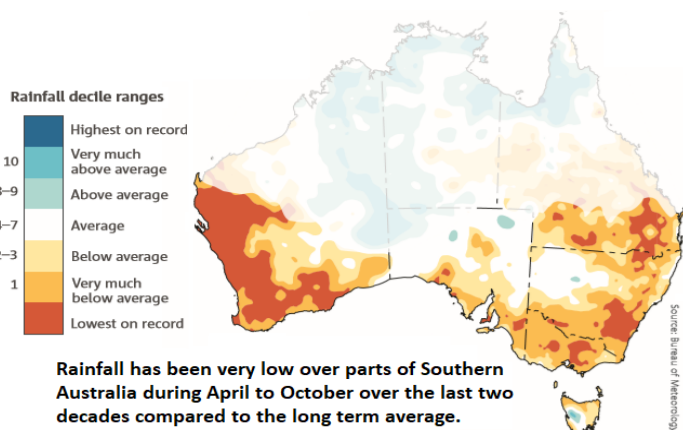 Rainfall decile ranges
Highest on record
10 Very much
above average
8–9 Above average
4–7 Average
2–3 Below average
1 Very much
below average
Lowest on record
Source: Bureau of Meteorology
Rainfall has been very low over parts of Southern
Australia during April to October over the last two
decades compared to the long term average.